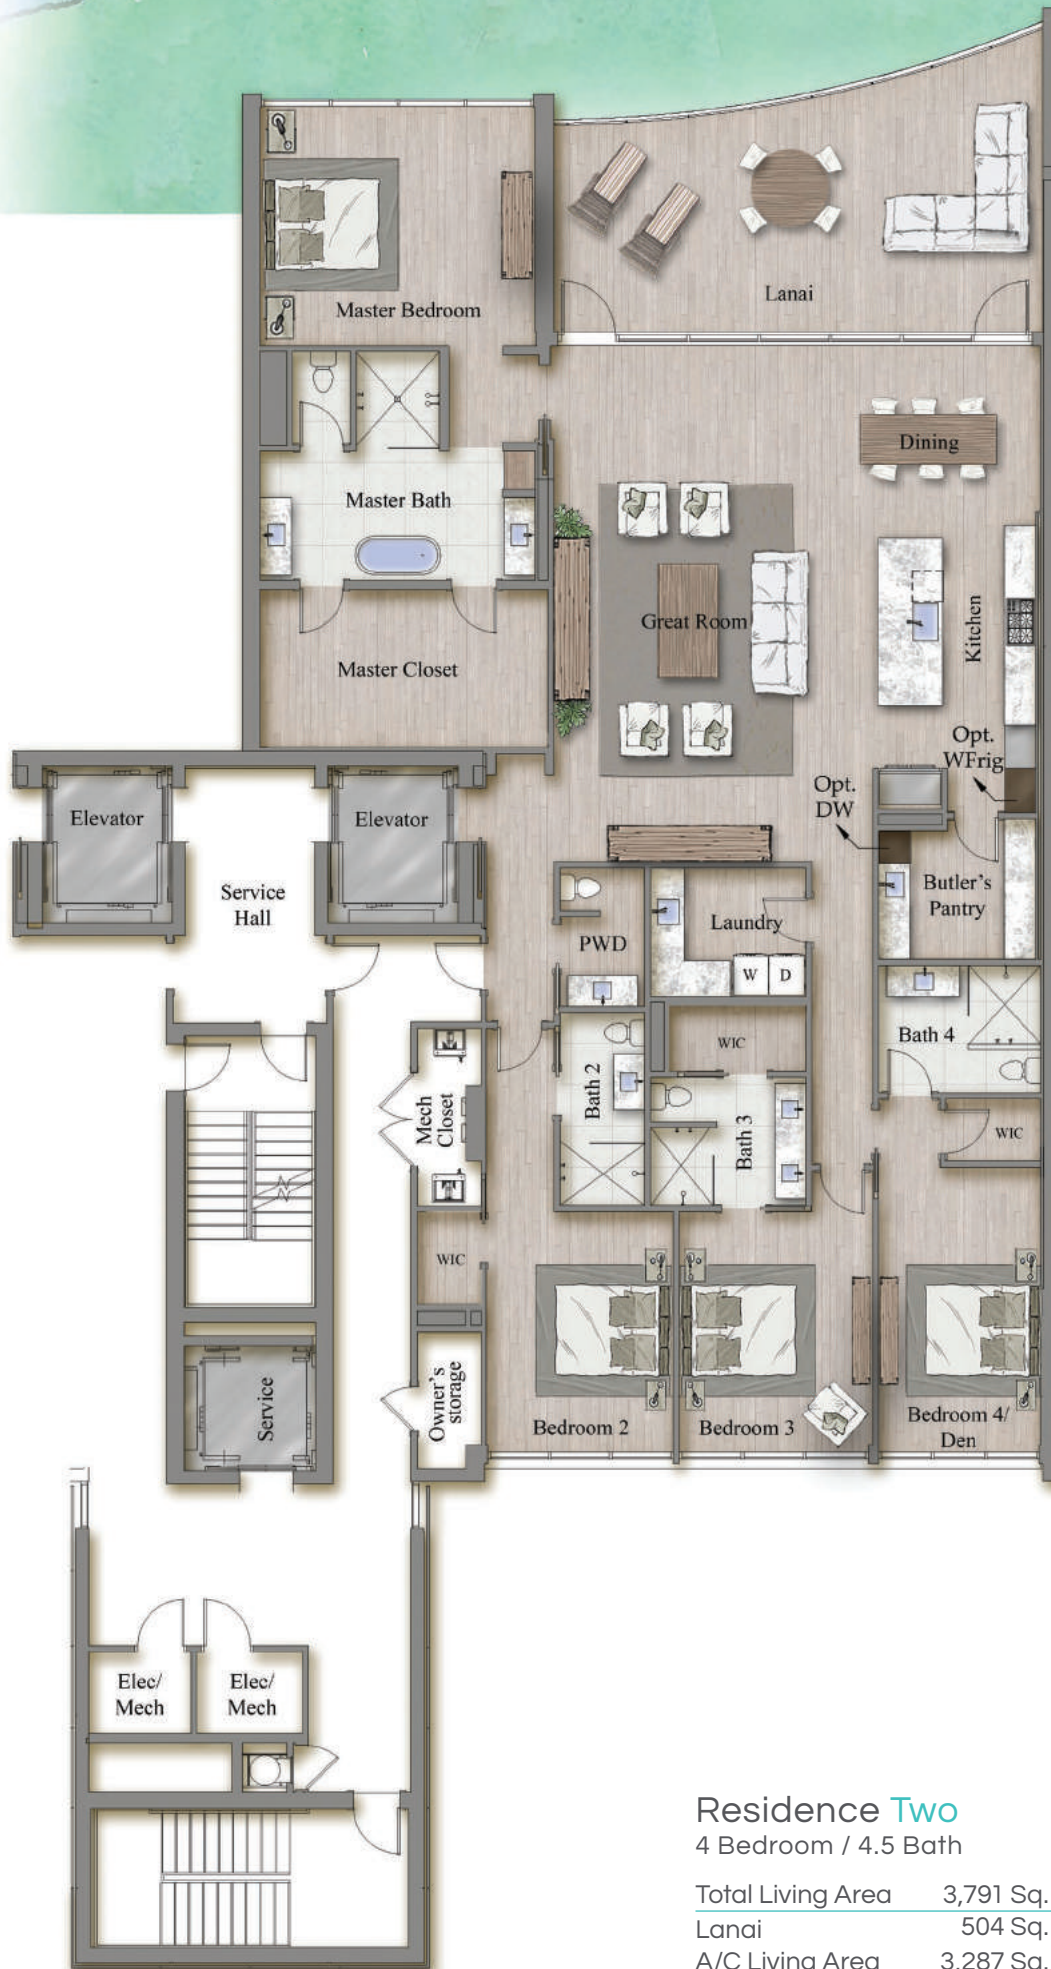 Master Bedroom
Lanai
Dining
Master Bath
Great Room
Kitchen
Master Closet
Opt.
WFrig
Opt.
DW
Elevator
Elevator
Service
Hall
Butler's
Pantry
Laundry
PWD
W
D
Bath 4
WIC
Bath 2
Mech
Closet
Bath 3
WIC
WIC
Owner's
storage
Service
Bedroom 2
Bedroom 3
Bedroom 4/
Den
Elec/
Mech
Elec/
Mech
Residence Two
4 Bedroom / 4.5 Bath
Total Living Area 3,791 Sq.
Lanai 504 Sq.
A/C Living Area 3,287 Sq.